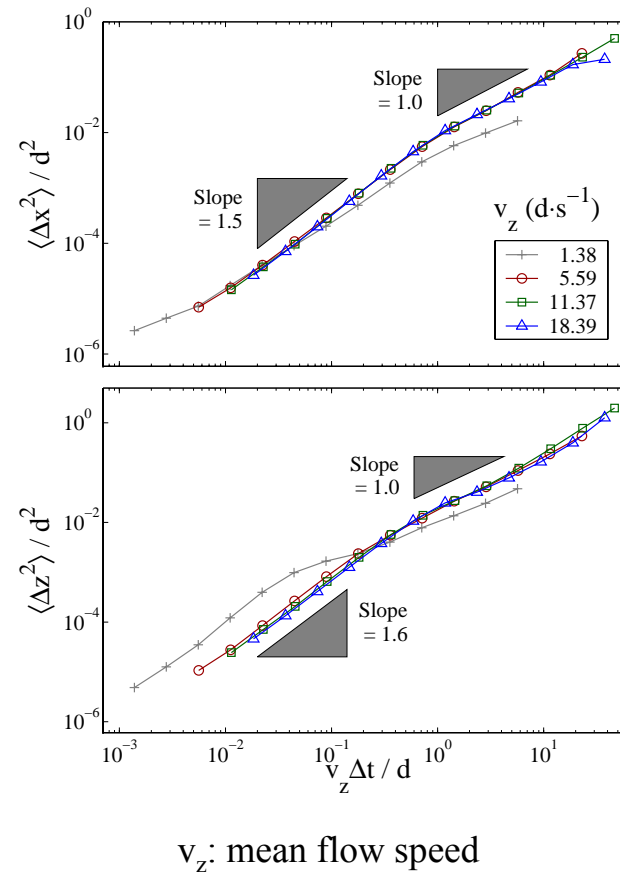 10^0
10^−2
10^−4
10^−6
⟨Δx^2⟩ / d^2
Slope
= 1.0
Slope
= 1.5
v_z (d·s^−1)
1.38
5.59
11.37
18.39
10^0
10^−2
10^−4
10^−6
⟨Δz^2⟩ / d^2
Slope
= 1.0
Slope
= 1.6
10^−3 10^−2 10^−1 10^0 10^1
v_z Δt / d
v_z: mean flow speed